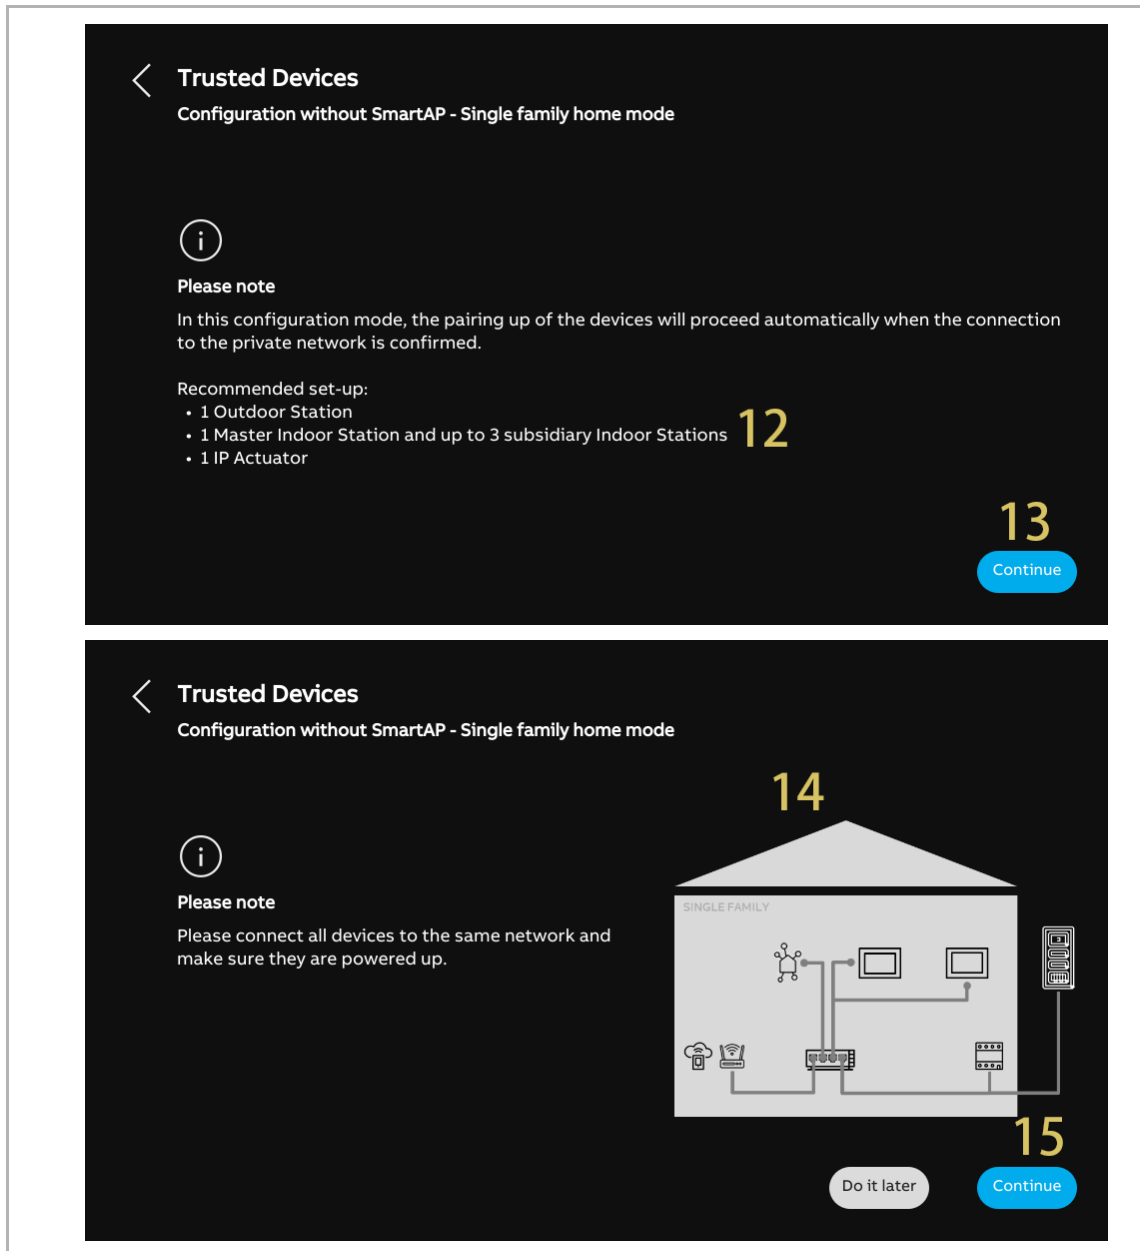 Trusted Devices
Configuration without SmartAP - Single family home mode
Please note
In this configuration mode, the pairing up of the devices will proceed automatically when the connection
to the private network is confirmed.
Recommended set-up:
• 1 Outdoor Station
• 1 Master Indoor Station and up to 3 subsidiary Indoor Stations
12
• 1 IP Actuator
13
Continue
Trusted Devices
Configuration without SmartAP - Single family home mode
14
Please note
SINGLE FAMILY
Please connect all devices to the same network and
make sure they are powered up.
15
Do it later
Continue